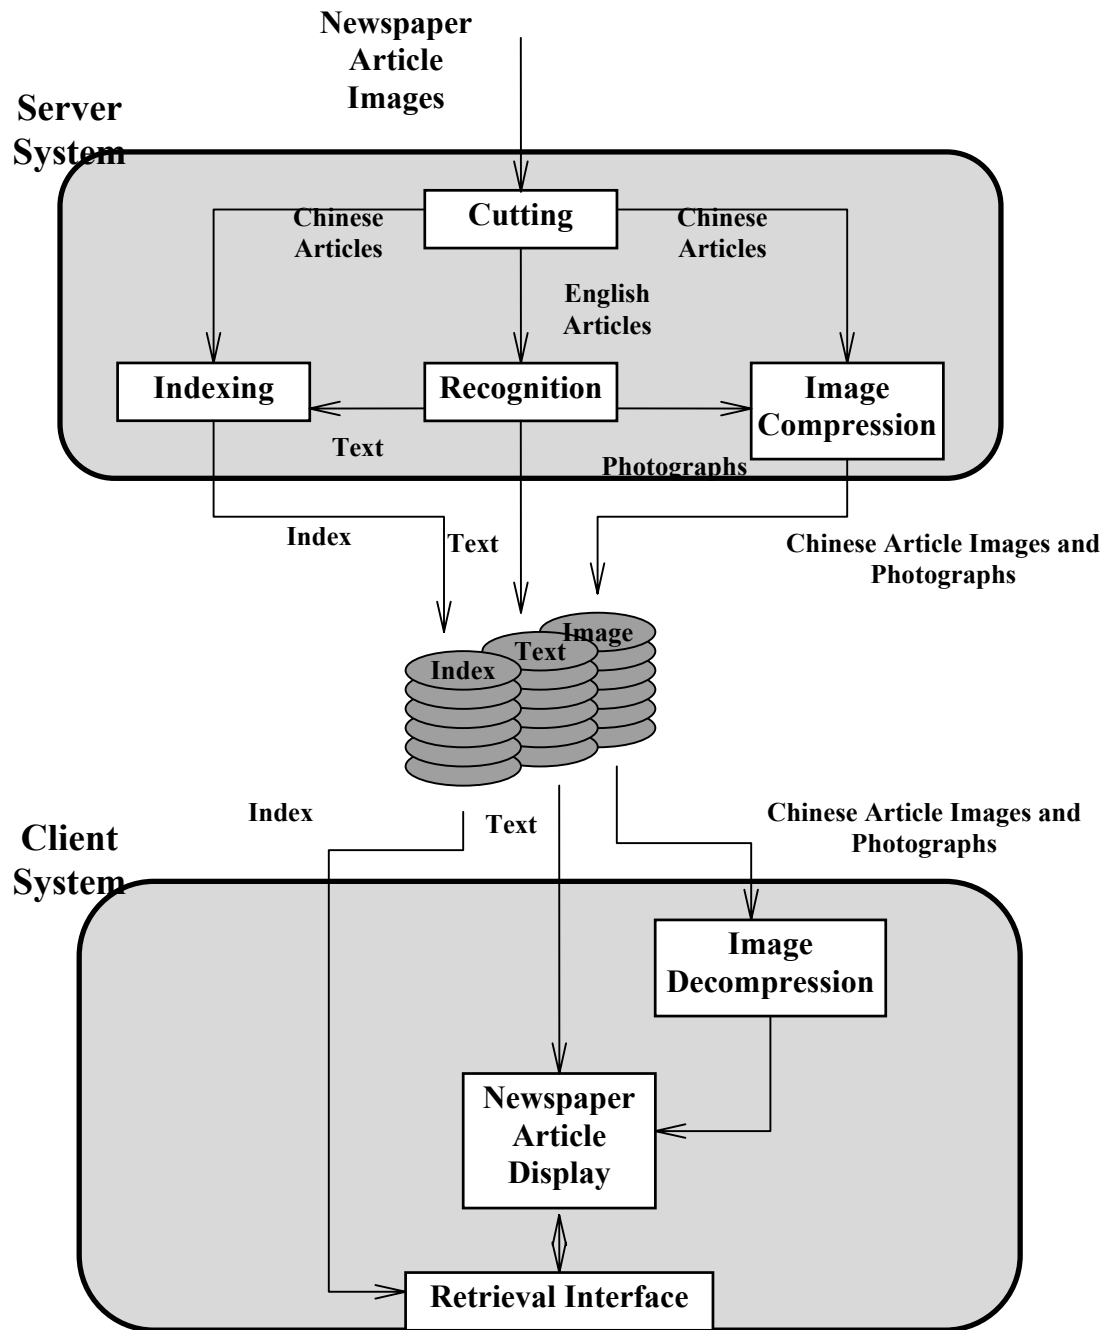 Newspaper
Article
Images
Server
System
Cutting
Chinese
Articles
Chinese
Articles
English
Articles
Indexing
Recognition
Image
Compression
Text
Photographs
Index
Text
Chinese Article Images and
Photographs
Image
Text
Index
Index
Text
Chinese Article Images and
Photographs
Client
System
Image
Decompression
Newspaper
Article
Display
Retrieval Interface